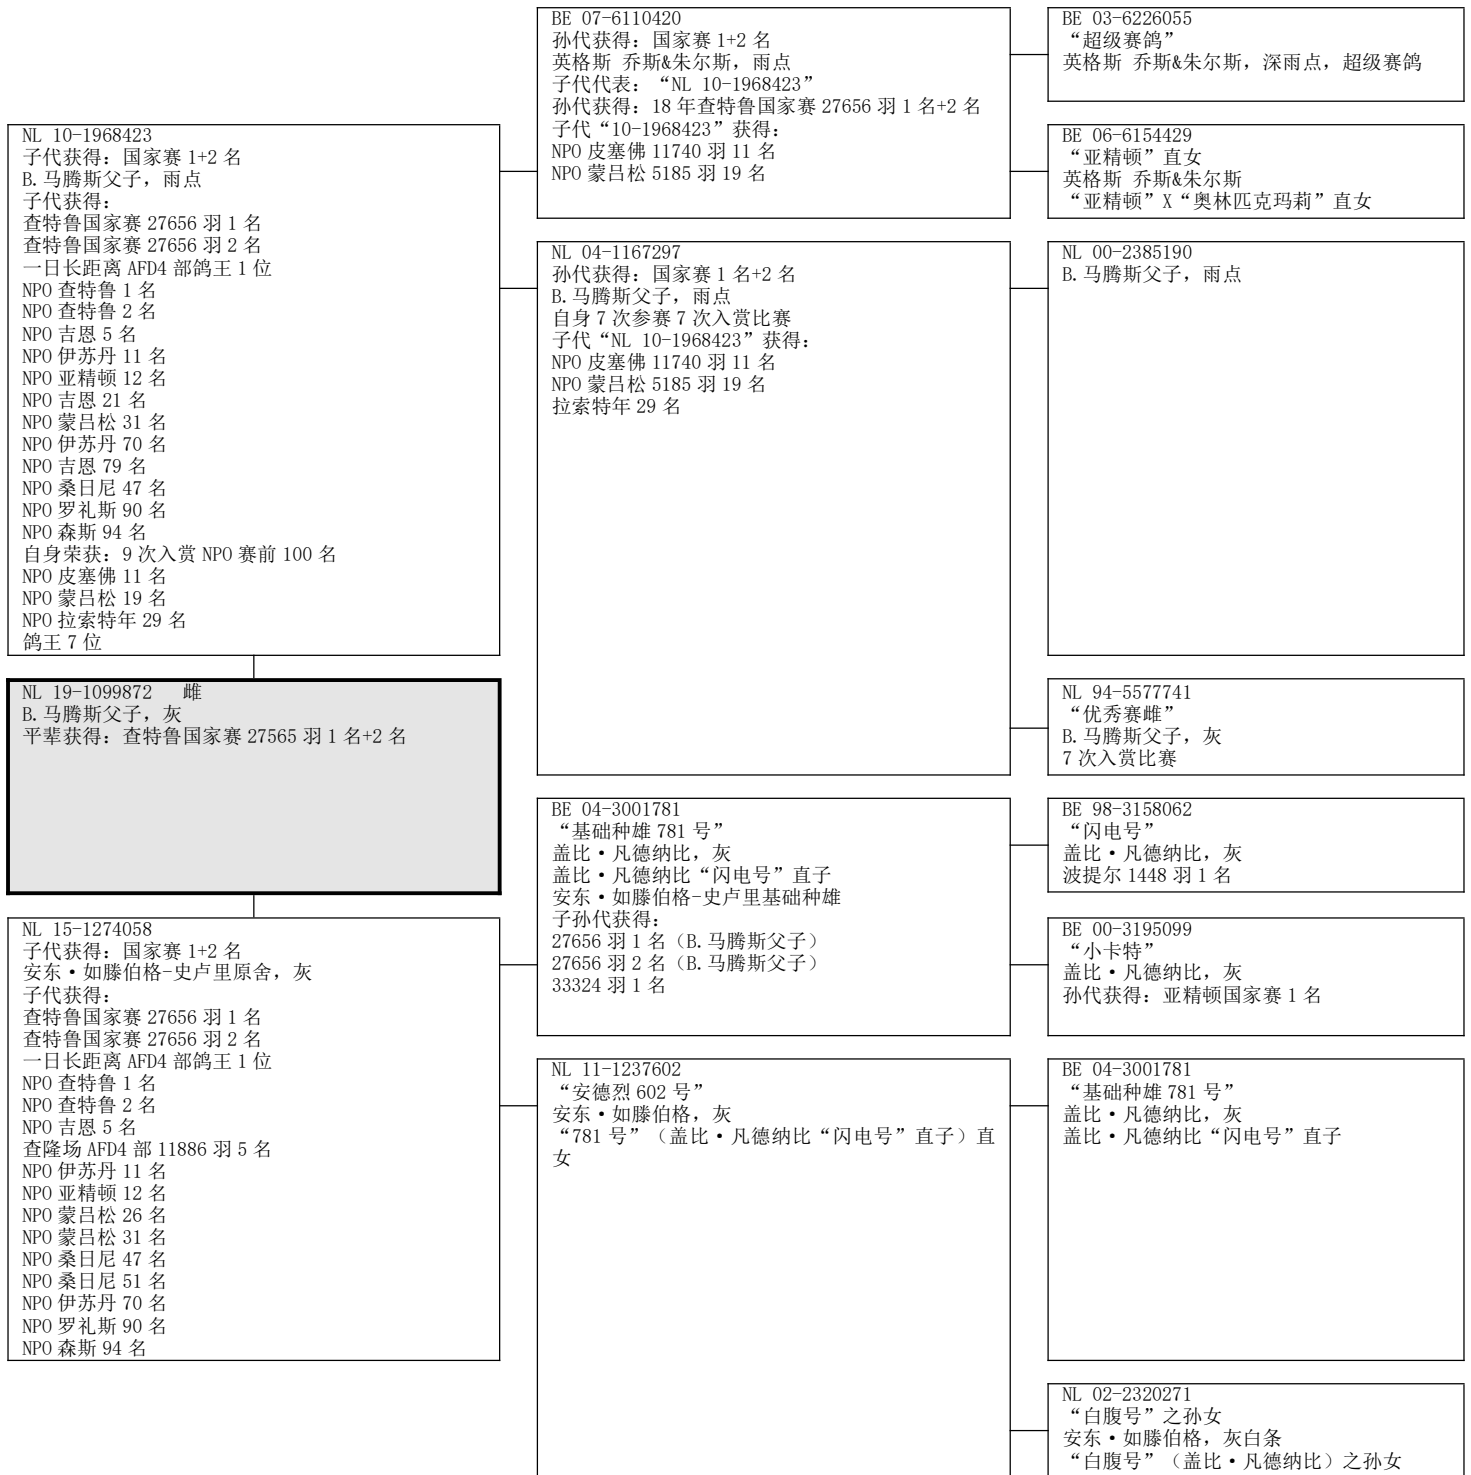 NL 10-1968423
子代获得：国家赛 1+2 名
B.马腾斯父子，雨点
子代获得：
查特鲁国家赛 27656 羽 1 名
查特鲁国家赛 27656 羽 2 名
一日长距离 AFD4 部鸽王 1 位
NPO 查特鲁 1 名
NPO 查特鲁 2 名
NPO 吉恩 5 名
NPO 伊苏丹 11 名
NPO 亚精顿 12 名
NPO 吉恩 21 名
NPO 蒙吕松 31 名
NPO 伊苏丹 70 名
NPO 吉恩 79 名
NPO 桑日尼 47 名
NPO 罗礼斯 90 名
NPO 森斯 94 名
自身荣获：9 次入赏 NPO 赛前 100 名
NPO 皮塞佛 11 名
NPO 蒙吕松 19 名
NPO 拉索特年 29 名
鸽王 7 位
NL 19-1099872 雌
B.马腾斯父子，灰
平辈获得：查特鲁国家赛 27565 羽 1 名+2 名
NL 15-1274058
子代获得：国家赛 1+2 名
安东·如滕伯格-史卢里原舍，灰
子代获得：
查特鲁国家赛 27656 羽 1 名
查特鲁国家赛 27656 羽 2 名
一日长距离 AFD4 部鸽王 1 位
NPO 查特鲁 1 名
NPO 查特鲁 2 名
NPO 吉恩 5 名
查隆场 AFD4 部 11886 羽 5 名
NPO 伊苏丹 11 名
NPO 亚精顿 12 名
NPO 蒙吕松 26 名
NPO 蒙吕松 31 名
NPO 桑日尼 47 名
NPO 桑日尼 51 名
NPO 伊苏丹 70 名
NPO 罗礼斯 90 名
NPO 森斯 94 名
BE 07-6110420
孙代获得：国家赛 1+2 名
英格斯 乔斯&朱尔斯，雨点
子代代表：“NL 10-1968423”
孙代获得：18 年查特鲁国家赛 27656 羽 1 名+2 名
子代“10-1968423”获得：
NPO 皮塞佛 11740 羽 11 名
NPO 蒙吕松 5185 羽 19 名
NL 04-1167297
孙代获得：国家赛 1 名+2 名
B.马腾斯父子，雨点
自身 7 次参赛 7 次入赏比赛
子代“NL 10-1968423”获得：
NPO 皮塞佛 11740 羽 11 名
NPO 蒙吕松 5185 羽 19 名
拉索特年 29 名
BE 04-3001781
“基础种雄 781 号”
盖比·凡德纳比，灰
盖比·凡德纳比“闪电号”直子
安东·如滕伯格-史卢里基础种雄
子孙代获得：
27656 羽 1 名（B.马腾斯父子）
27656 羽 2 名（B.马腾斯父子）
33324 羽 1 名
NL 11-1237602
“安德烈 602 号”
安东·如滕伯格，灰
“781 号”（盖比·凡德纳比“闪电号”直子）直
女
BE 03-6226055
“超级赛鸽”
英格斯 乔斯&朱尔斯，深雨点，超级赛鸽
BE 06-6154429
“亚精顿”直女
英格斯 乔斯&朱尔斯
“亚精顿”X“奥林匹克玛莉”直女
NL 00-2385190
B.马腾斯父子，雨点
NL 94-5577741
“优秀赛雌”
B.马腾斯父子，灰
7 次入赏比赛
BE 98-3158062
“闪电号”
盖比·凡德纳比，灰
波提尔 1448 羽 1 名
BE 00-3195099
“小卡特”
盖比·凡德纳比，灰
孙代获得：亚精顿国家赛 1 名
BE 04-3001781
“基础种雄 781 号”
盖比·凡德纳比，灰
盖比·凡德纳比“闪电号”直子
NL 02-2320271
“白腹号”之孙女
安东·如滕伯格，灰白条
“白腹号”（盖比·凡德纳比）之孙女